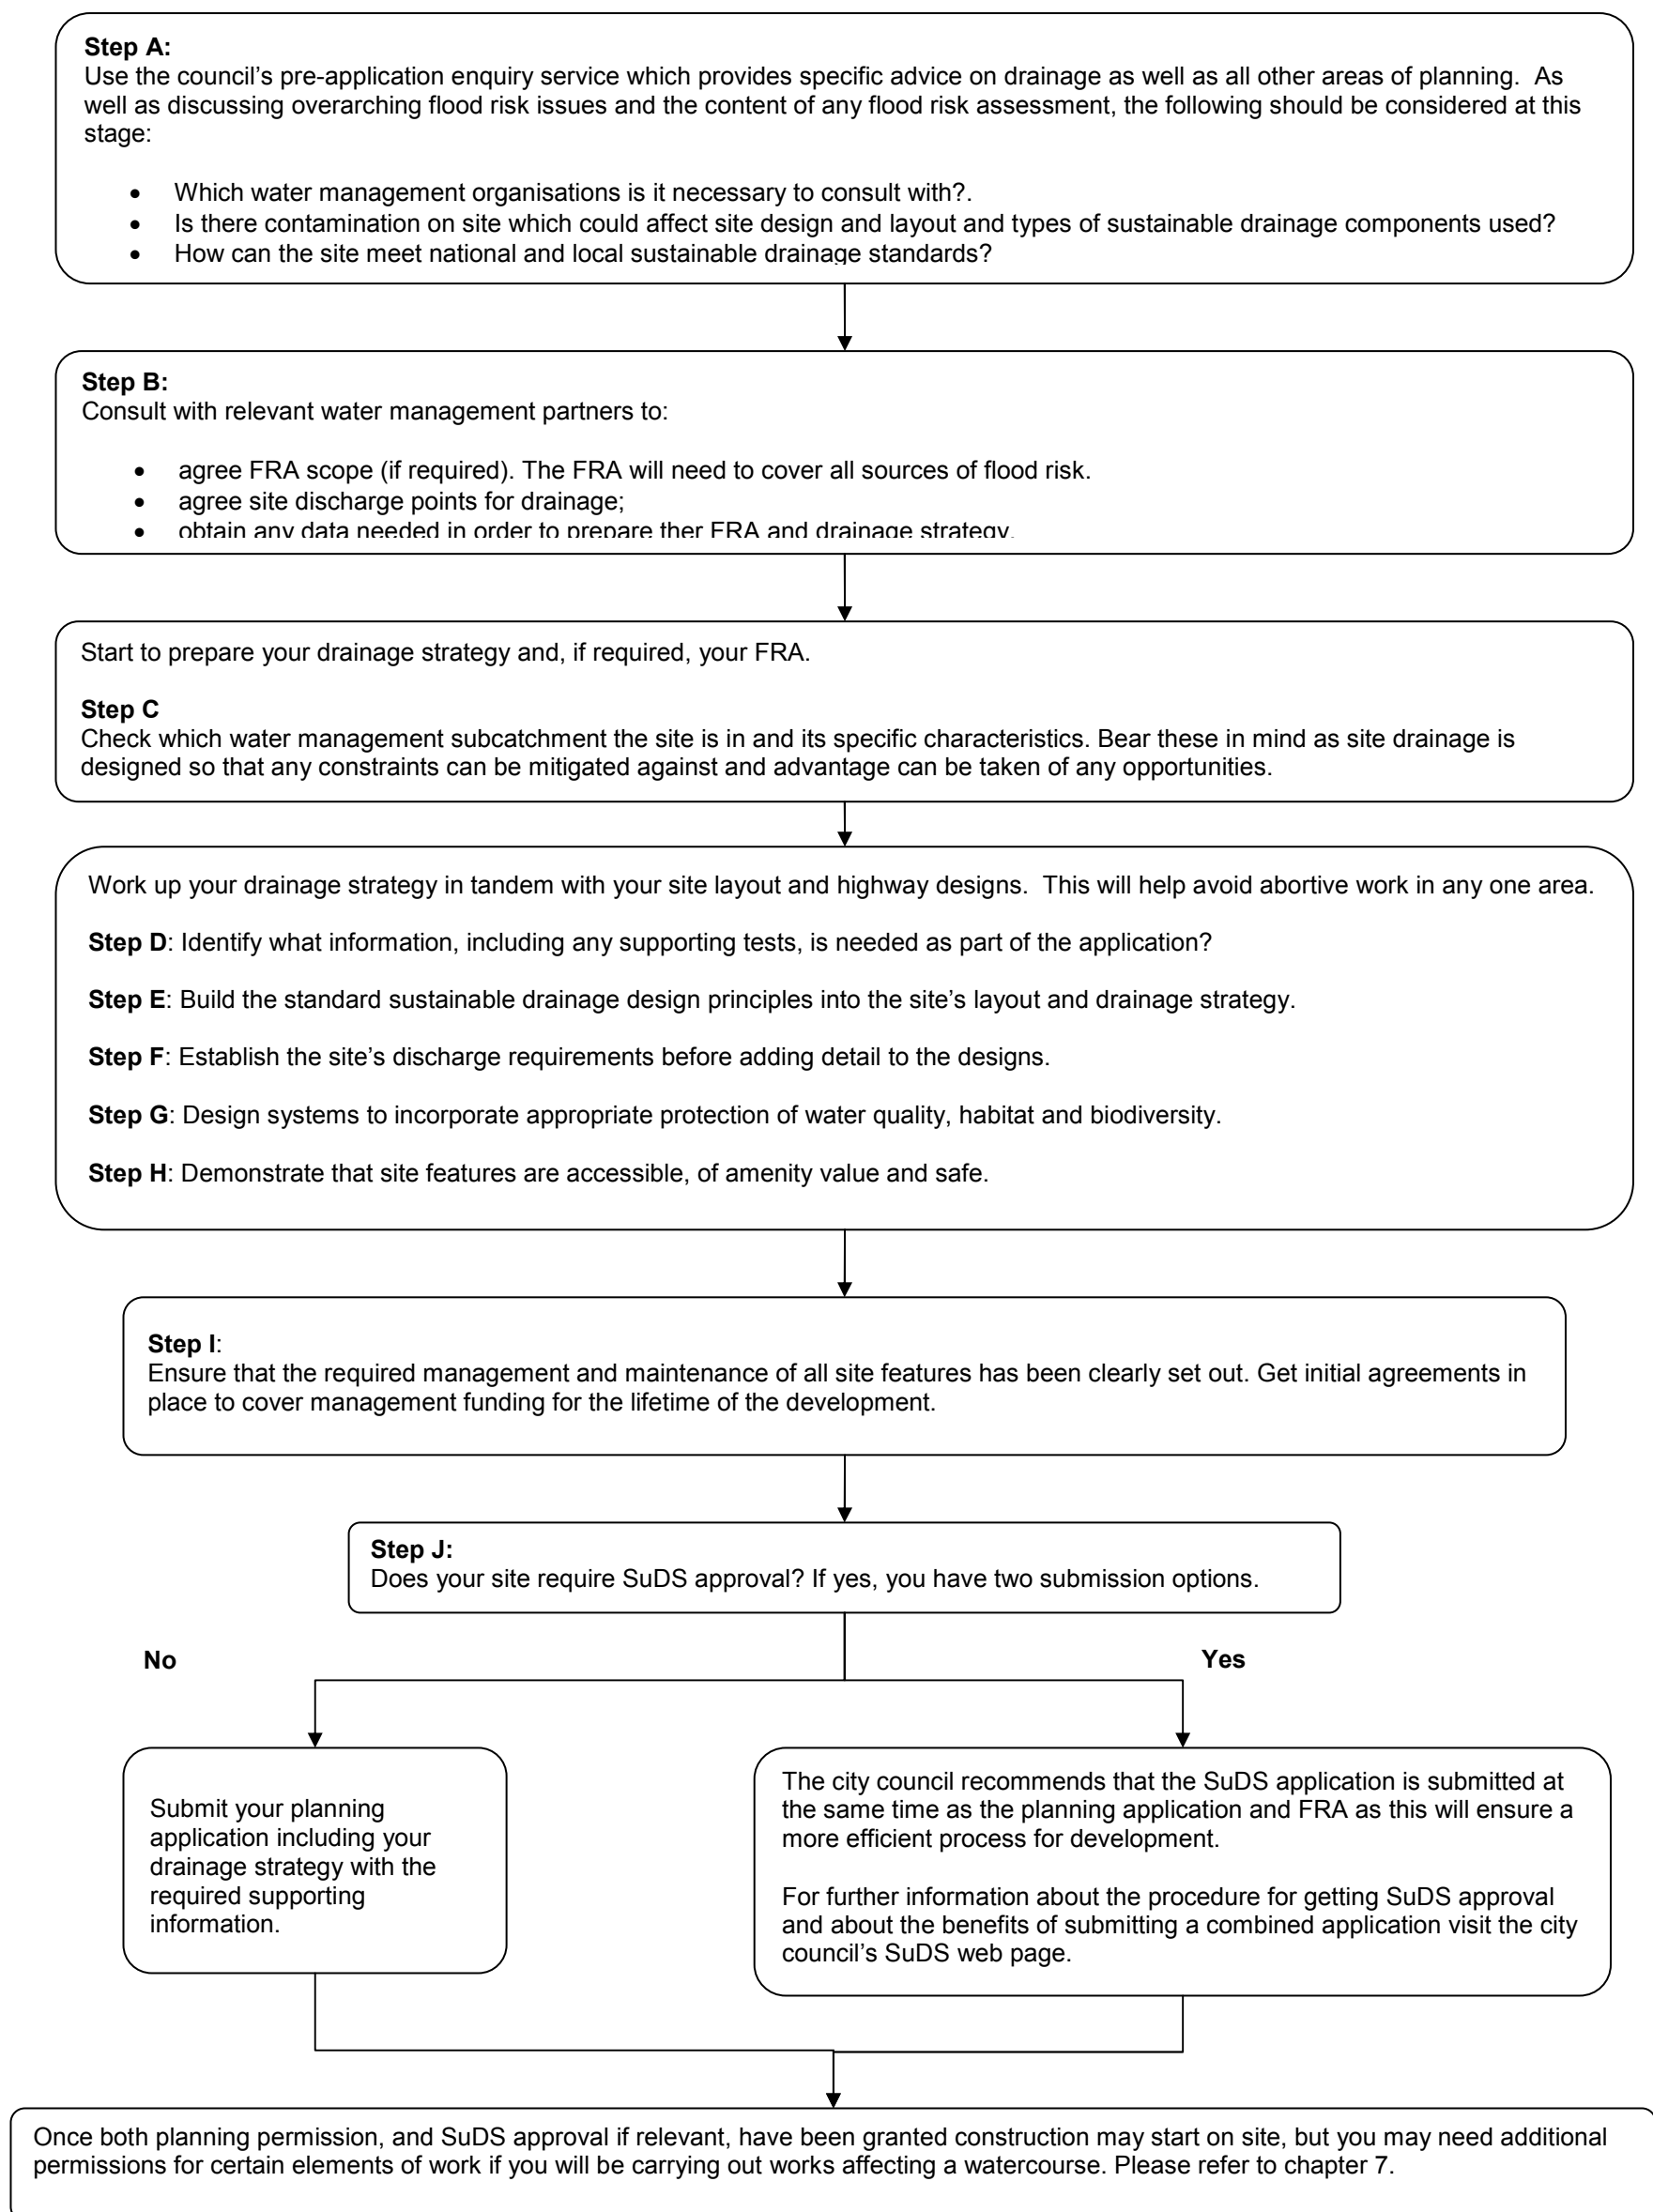 Step A:
Use the council’s pre-application enquiry service which provides specific advice on drainage as well as all other areas of planning.  As
well as discussing overarching flood risk issues and the content of any flood risk assessment, the following should be considered at this
stage:
• Which water management organisations is it necessary to consult with?.
• Is there contamination on site which could affect site design and layout and types of sustainable drainage components used?
• How can the site meet national and local sustainable drainage standards?
Step B:
Consult with relevant water management partners to:
• agree FRA scope (if required). The FRA will need to cover all sources of flood risk.
• agree site discharge points for drainage;
• obtain any data needed in order to prepare ther FRA and drainage strategy.
Start to prepare your drainage strategy and, if required, your FRA.
Step C
Check which water management subcatchment the site is in and its specific characteristics. Bear these in mind as site drainage is
designed so that any constraints can be mitigated against and advantage can be taken of any opportunities.
Work up your drainage strategy in tandem with your site layout and highway designs.  This will help avoid abortive work in any one area.
Step D: Identify what information, including any supporting tests, is needed as part of the application?
Step E: Build the standard sustainable drainage design principles into the site’s layout and drainage strategy.
Step F: Establish the site’s discharge requirements before adding detail to the designs.
Step G: Design systems to incorporate appropriate protection of water quality, habitat and biodiversity.
Step H: Demonstrate that site features are accessible, of amenity value and safe.
Step I:
Ensure that the required management and maintenance of all site features has been clearly set out. Get initial agreements in
place to cover management funding for the lifetime of the development.
Step J:
Does your site require SuDS approval? If yes, you have two submission options.
No
Yes
Submit your planning
application including your
drainage strategy with the
required supporting
information.
The city council recommends that the SuDS application is submitted at
the same time as the planning application and FRA as this will ensure a
more efficient process for development.
For further information about the procedure for getting SuDS approval
and about the benefits of submitting a combined application visit the city
council’s SuDS web page.
Once both planning permission, and SuDS approval if relevant, have been granted construction may start on site, but you may need additional
permissions for certain elements of work if you will be carrying out works affecting a watercourse. Please refer to chapter 7.